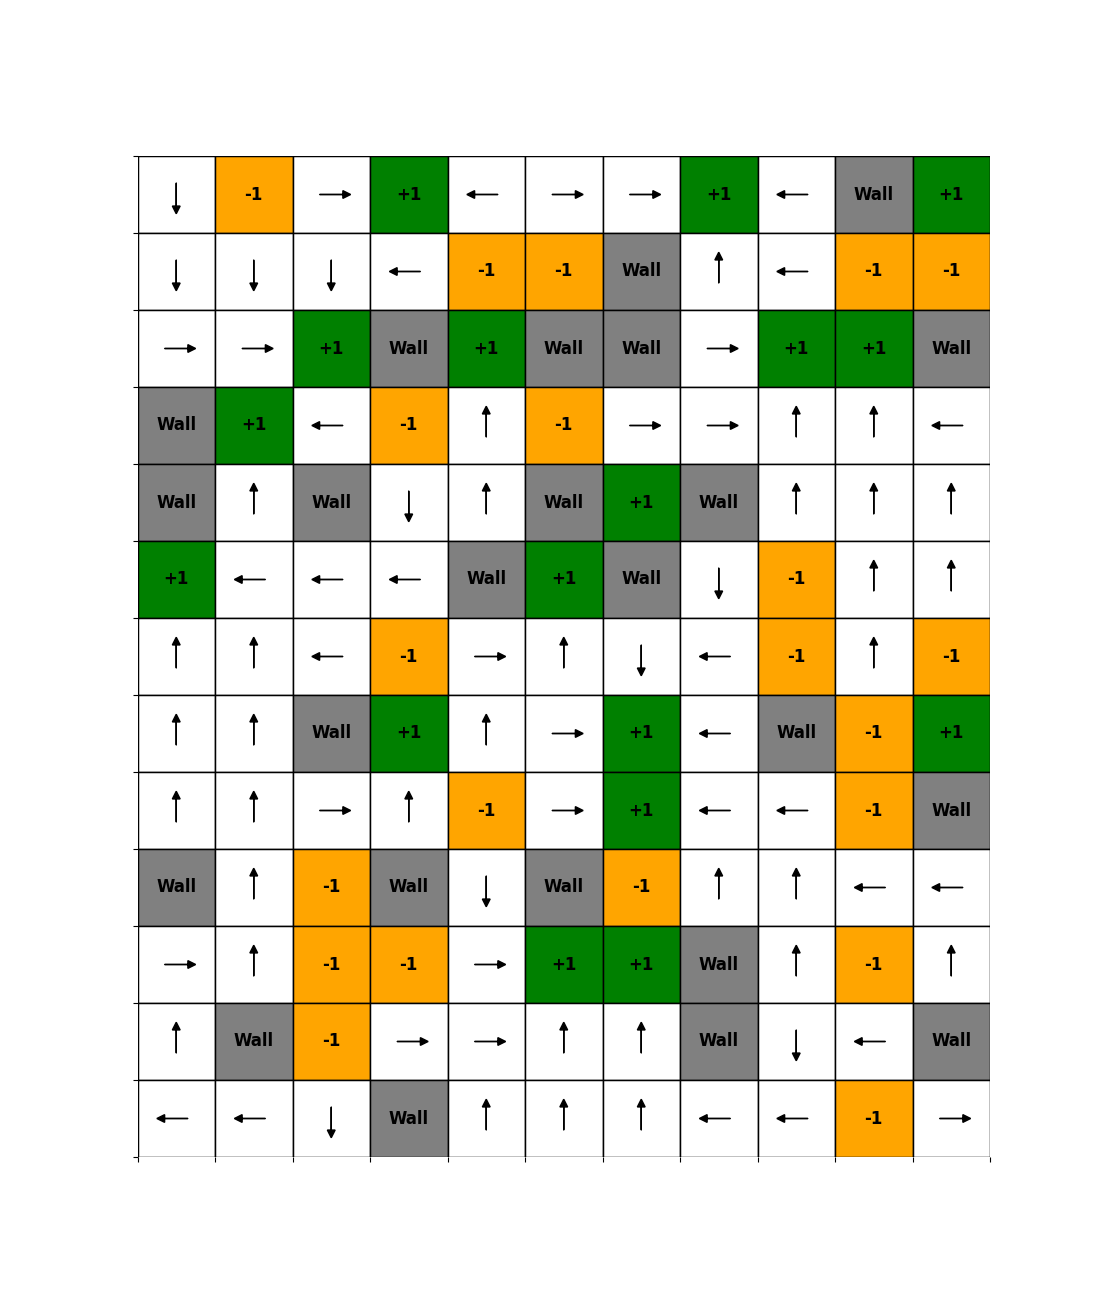 ↓ -1 → +1 ← → → +1 ← Wall +1
↓ ↓ ↓ ← -1 -1 Wall ↑ ← -1 -1
→ → +1 Wall +1 Wall Wall → +1 +1 Wall
Wall +1 ← -1 ↑ -1 → → ↑ ↑ ←
Wall ↑ Wall ↓ ↑ Wall +1 Wall ↑ ↑ ↑
+1 ← ← ← Wall +1 Wall ↓ -1 ↑ ↑
↑ ↑ ← -1 → ↑ ↓ ← -1 ↑ -1
↑ ↑ Wall +1 ↑ → +1 ← Wall -1 +1
↑ ↑ → ↑ -1 → +1 ← ← -1 Wall
Wall ↑ -1 Wall ↓ Wall -1 ↑ ↑ ← ←
→ ↑ -1 -1 → +1 +1 Wall ↑ -1 ↑
↑ Wall -1 → → ↑ ↑ Wall ↓ ← Wall
← ← ↓ Wall ↑ ↑ ↑ ← ← -1 →